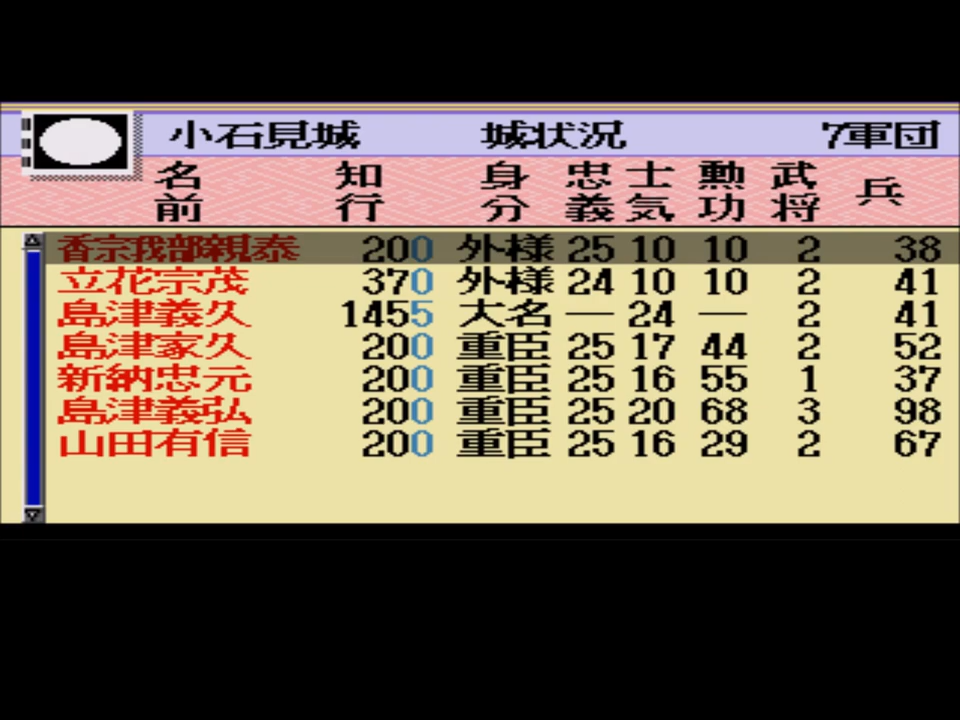 小石見城 城状況 7軍団
名前 知行 身分 忠義 士気 勲功 武将 兵
香宗我部親泰 200 外様 25 10 10 2 38
立花宗茂 370 外様 24 10 10 2 41
島津義久 1455 大名 — 24 — 2 41
島津家久 200 重臣 25 17 44 2 52
新納忠元 200 重臣 25 16 55 1 37
島津義弘 200 重臣 25 20 68 3 98
山田有信 200 重臣 25 16 29 2 67